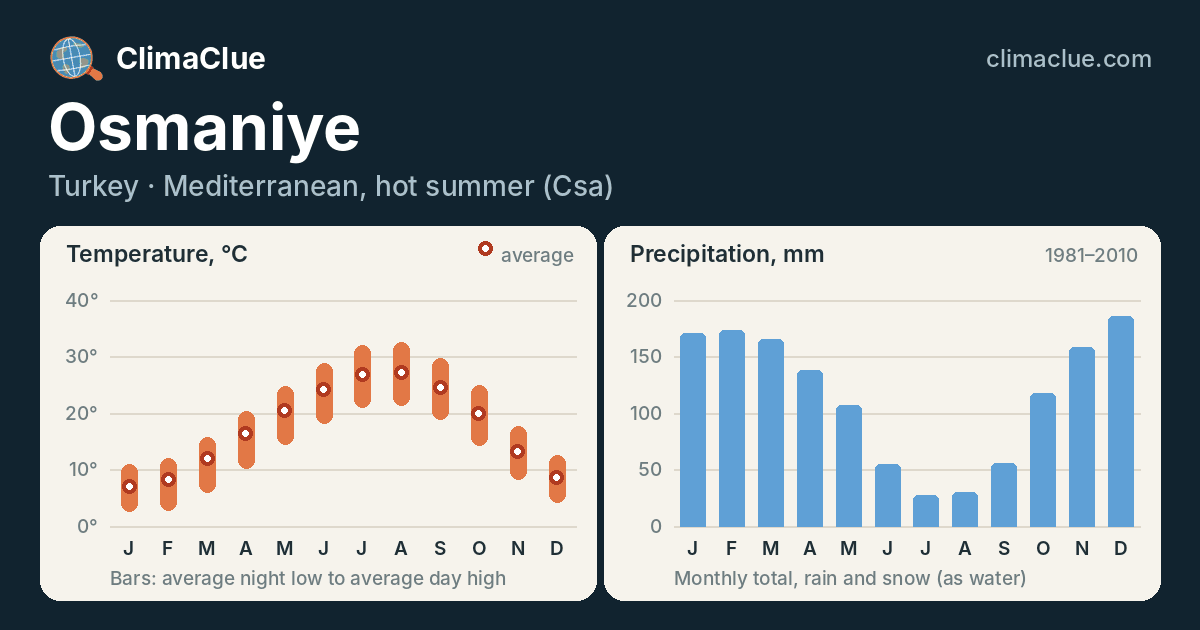 ClimaClue
climaclue.com
Osmaniye
Turkey · Mediterranean, hot summer (Csa)
Temperature, °C
average
40°
30°
20°
10°
0°
J F M A M J J A S O N D
Bars: average night low to average day high
Precipitation, mm
1981–2010
200
150
100
50
0
J F M A M J J A S O N D
Monthly total, rain and snow (as water)